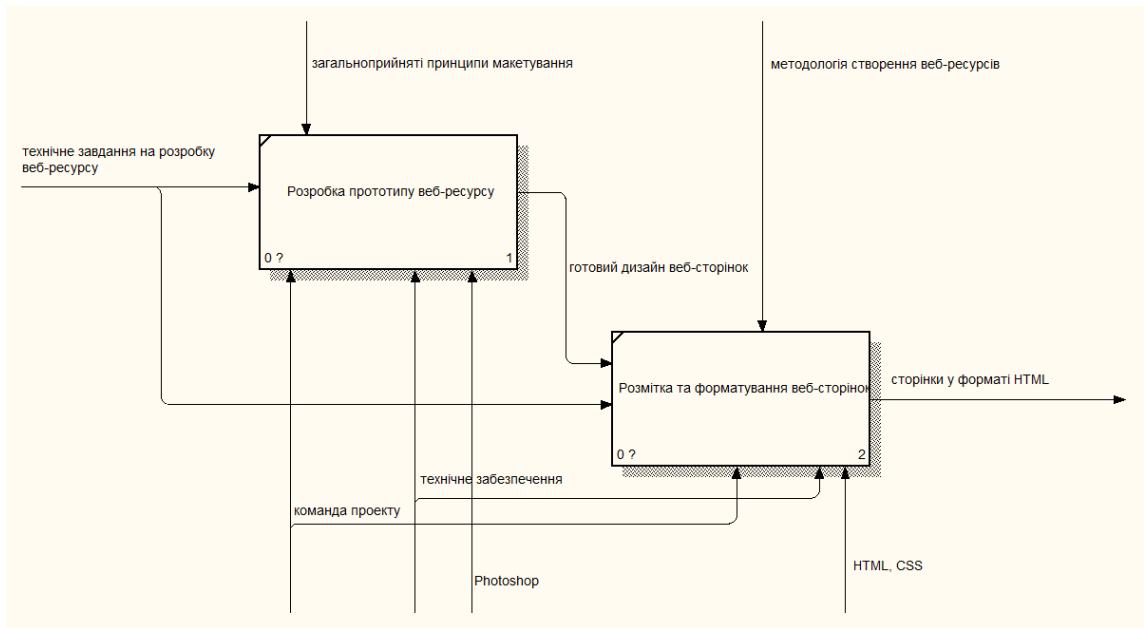 загальноприйняті принципи макетування
методологія створення веб-ресурсів
технічне завдання на розробку
веб-ресурсу
Розробка прототипу веб-ресурсу
0 ?
1
готовий дизайн веб-сторінок
Розмітка та форматування веб-сторінок
сторінки у форматі HTML
0 ?
2
технічне забезпечення
команда проекту
HTML, CSS
Photoshop